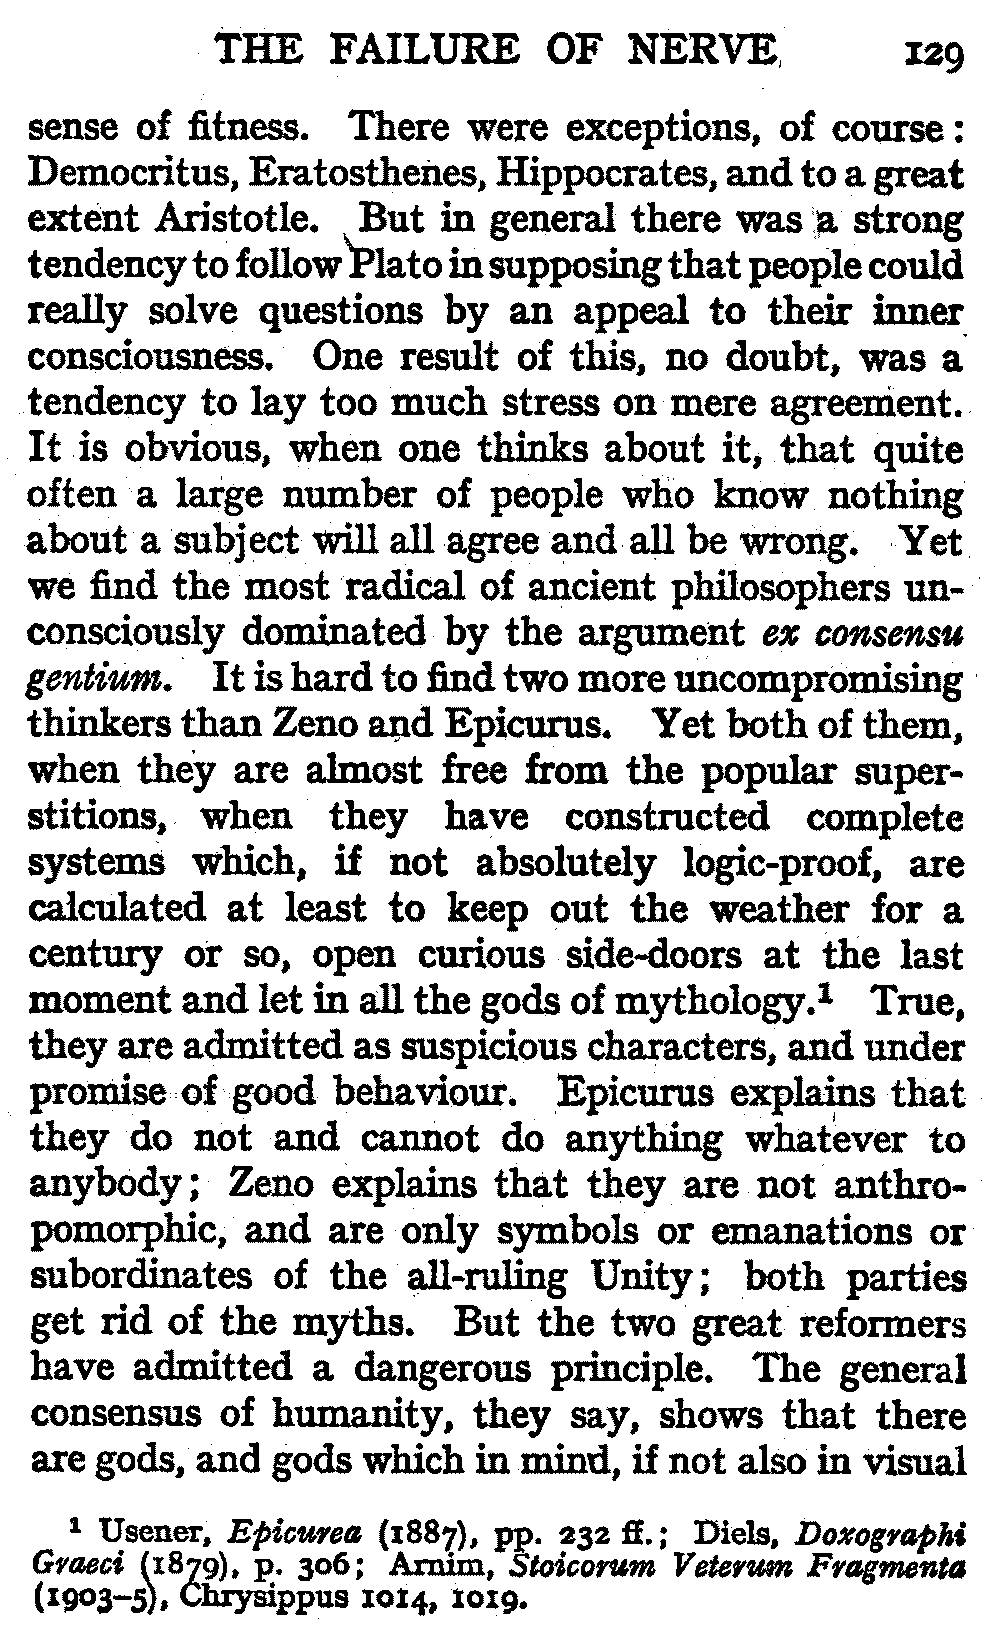 THE FAILURE OF NERVE 129
sense of fitness. There were exceptions, of course :
Democritus, Eratosthenes, Hippocrates, and to a great
extent Aristotle. But in general there was a strong
tendency to follow Plato in supposing that people could
really solve questions by an appeal to their inner
consciousness. One result of this, no doubt, was a
tendency to lay too much stress on mere agreement.
It is obvious, when one thinks about it, that quite
often a large number of people who know nothing
about a subject will all agree and all be wrong. Yet
we find the most radical of ancient philosophers un-
consciously dominated by the argument ex consensu
gentium. It is hard to find two more uncompromising
thinkers than Zeno and Epicurus. Yet both of them,
when they are almost free from the popular super-
stitions, when they have constructed complete
systems which, if not absolutely logic-proof, are
calculated at least to keep out the weather for a
century or so, open curious side-doors at the last
moment and let in all the gods of mythology.¹ True,
they are admitted as suspicious characters, and under
promise of good behaviour. Epicurus explains that
they do not and cannot do anything whatever to
anybody ; Zeno explains that they are not anthro-
pomorphic, and are only symbols or emanations or
subordinates of the all-ruling Unity ; both parties
get rid of the myths. But the two great reformers
have admitted a dangerous principle. The general
consensus of humanity, they say, shows that there
are gods, and gods which in mind, if not also in visual
¹ Usener, Epicurea (1887), pp. 232 ff. ; Diels, Doxographi
Graeci (1879), p. 306 ; Arnim, Stoicorum Veterum Fragmenta
(1903–5), Chrysippus 1014, 1019.